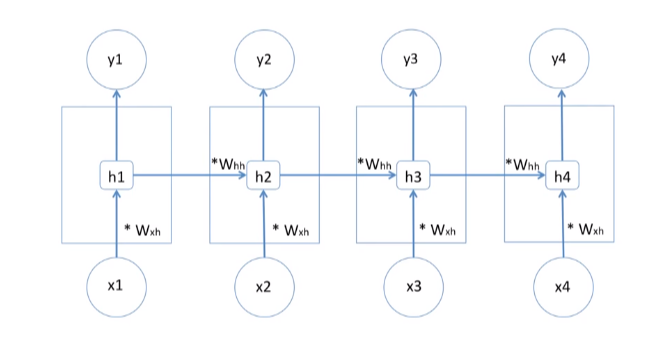 y1 y2 y3 y4
*Whh *Whh *Whh
h1 h2 h3 h4
* Wxh * Wxh * Wxh * Wxh
x1 x2 x3 x4